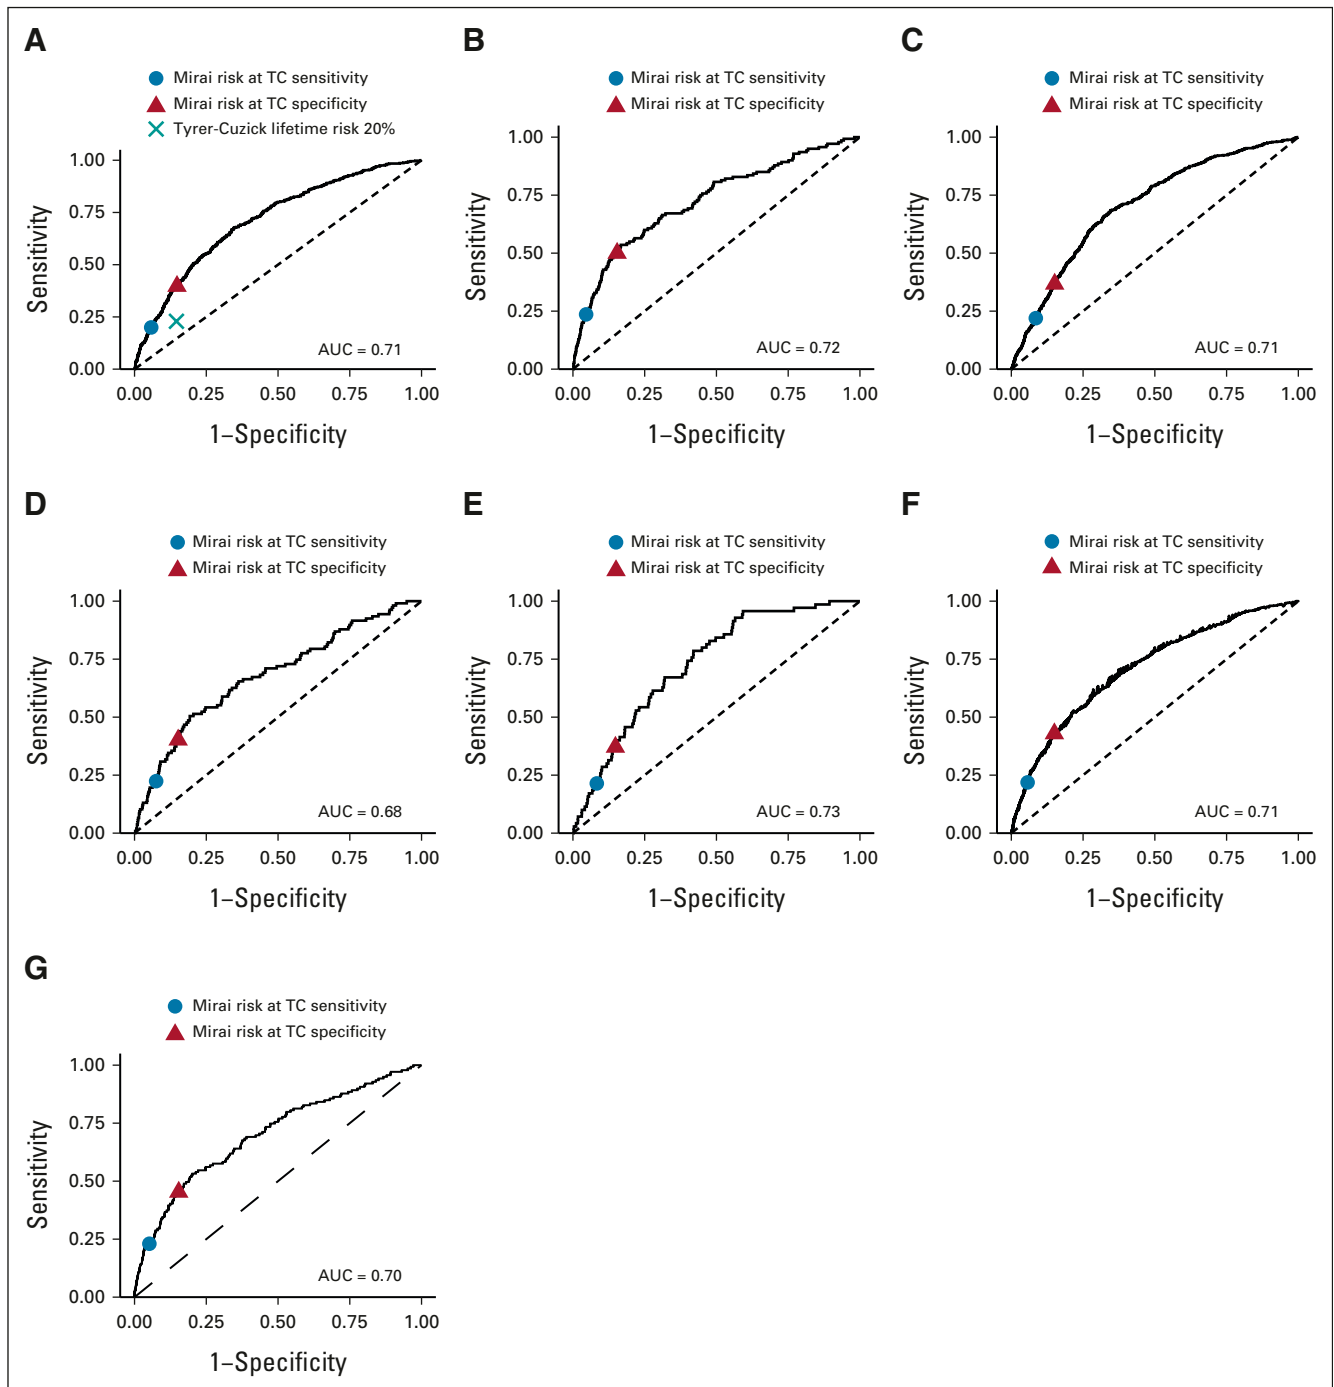 A
Mirai risk at TC sensitivity
Mirai risk at TC specificity
Tyrer-Cuzick lifetime risk 20%
1.00
0.75
0.50
0.25
0.00
Sensitivity
AUC = 0.71
0.00 0.25 0.50 0.75 1.00
1–Specificity
B
Mirai risk at TC sensitivity
Mirai risk at TC specificity
1.00
0.75
0.50
0.25
0.00
Sensitivity
AUC = 0.72
0.00 0.25 0.50 0.75 1.00
1–Specificity
C
Mirai risk at TC sensitivity
Mirai risk at TC specificity
1.00
0.75
0.50
0.25
0.00
Sensitivity
AUC = 0.71
0.00 0.25 0.50 0.75 1.00
1–Specificity
D
Mirai risk at TC sensitivity
Mirai risk at TC specificity
1.00
0.75
0.50
0.25
0.00
Sensitivity
AUC = 0.68
0.00 0.25 0.50 0.75 1.00
1–Specificity
E
Mirai risk at TC sensitivity
Mirai risk at TC specificity
1.00
0.75
0.50
0.25
0.00
Sensitivity
AUC = 0.73
0.00 0.25 0.50 0.75 1.00
1–Specificity
F
Mirai risk at TC sensitivity
Mirai risk at TC specificity
1.00
0.75
0.50
0.25
0.00
Sensitivity
AUC = 0.71
0.00 0.25 0.50 0.75 1.00
1–Specificity
G
Mirai risk at TC sensitivity
Mirai risk at TC specificity
1.00
0.75
0.50
0.25
0.00
Sensitivity
AUC = 0.70
0.00 0.25 0.50 0.75 1.00
1–Specificity